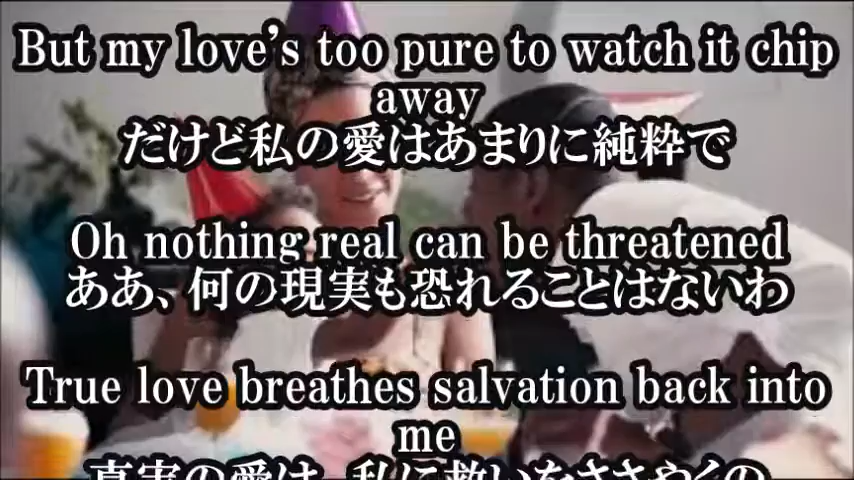 But my love's too pure to watch it chip
away
だけど私の愛はあまりに純粋で
Oh nothing real can be threatened
ああ、何の現実も恐れることはないわ
True love breathes salvation back into
me
真実の愛は、私に救いをささやくの